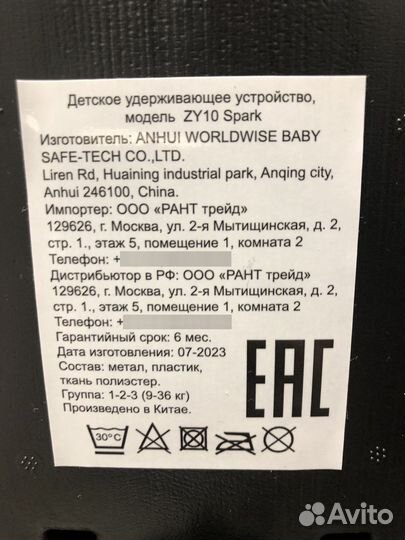 Детское удерживающее устройство,
модель ZY10 Spark
Изготовитель: ANHUI WORLDWISE BABY
SAFE-TECH CO.,LTD.
Liren Rd, Huaining industrial park, Anqing city,
Anhui 246100, China.
Импортер: ООО «РАНТ трейд»
129626, г. Москва, ул. 2-я Мытищинская, д. 2,
стр. 1., этаж 5, помещение 1, комната 2
Телефон: +
Дистрибьютор в РФ: ООО «РАНТ трейд»
129626, г. Москва, ул. 2-я Мытищинская, д. 2,
стр. 1., этаж 5, помещение 1, комната 2
Телефон: +
Гарантийный срок: 6 мес.
Дата изготовления: 07-2023
Состав: метал, пластик,
ткань полиэстер.
Группа: 1-2-3 (9-36 кг)
Произведено в Китае.
EAC
30°C
Avito